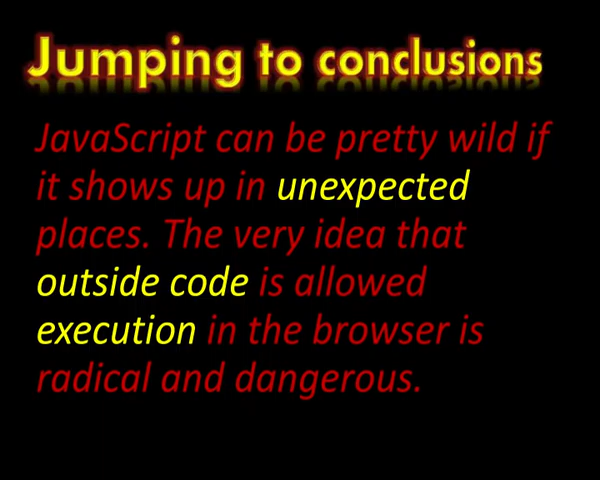 Jumping to conclusions
JavaScript can be pretty wild if
it shows up in unexpected
places. The very idea that
outside code is allowed
execution in the browser is
radical and dangerous.